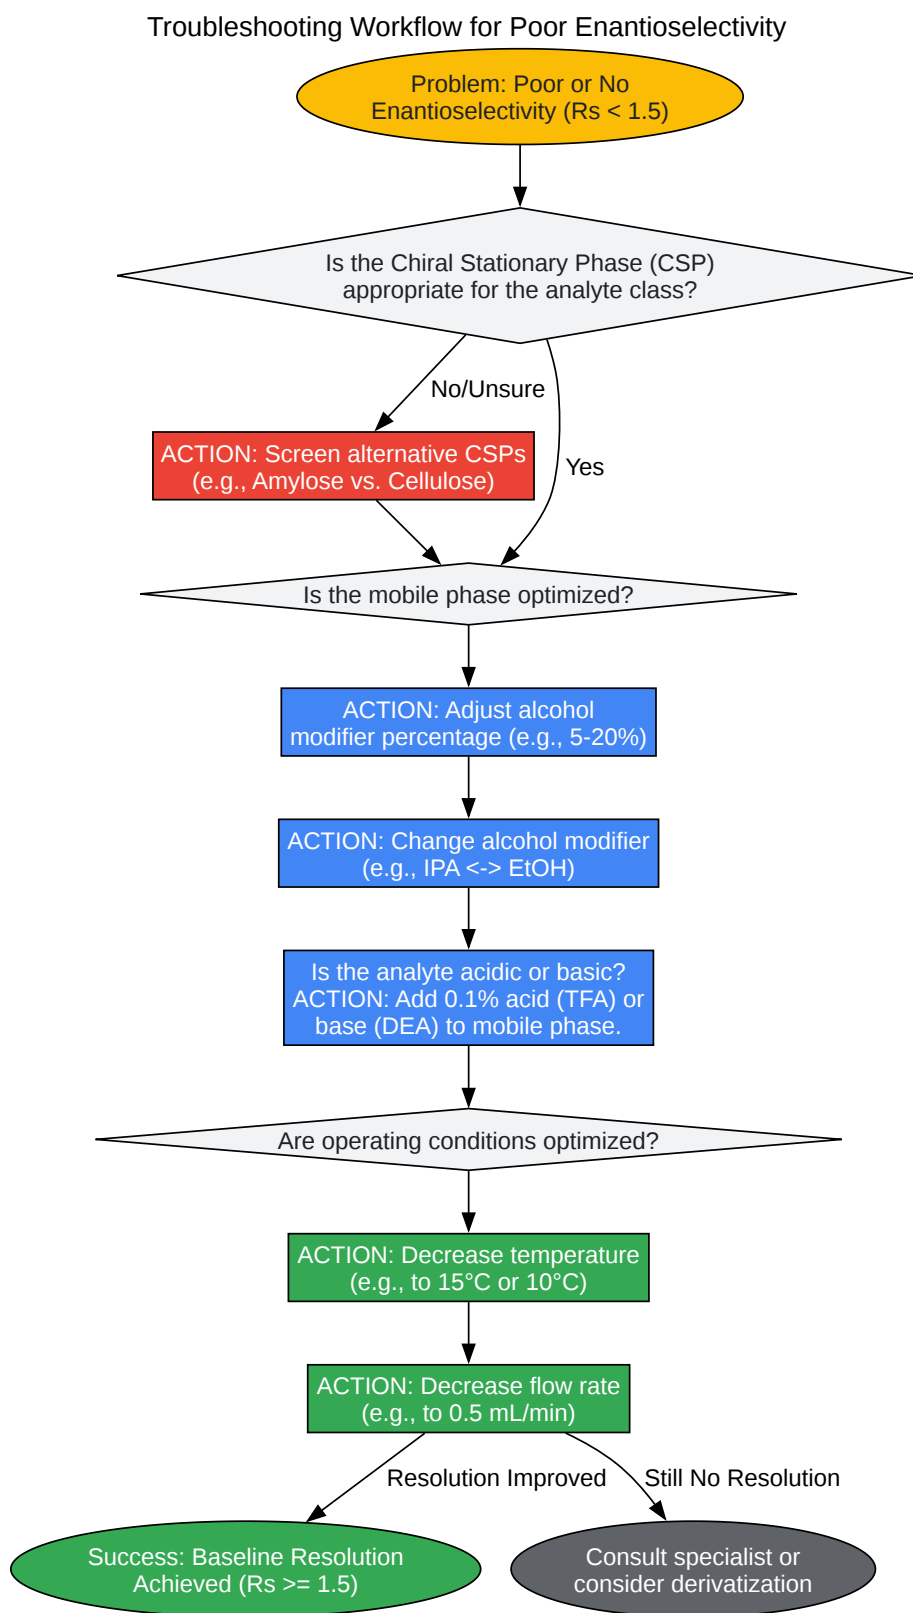 Troubleshooting Workflow for Poor Enantioselectivity
Problem: Poor or No
Enantioselectivity (Rs < 1.5)
Is the Chiral Stationary Phase (CSP)
appropriate for the analyte class?
No/Unsure
ACTION: Screen alternative CSPs
(e.g., Amylose vs. Cellulose)
Yes
Is the mobile phase optimized?
ACTION: Adjust alcohol
modifier percentage (e.g., 5-20%)
ACTION: Change alcohol modifier
(e.g., IPA <-> EtOH)
Is the analyte acidic or basic?
ACTION: Add 0.1% acid (TFA) or
base (DEA) to mobile phase.
Are operating conditions optimized?
ACTION: Decrease temperature
(e.g., to 15°C or 10°C)
ACTION: Decrease flow rate
(e.g., to 0.5 mL/min)
Resolution Improved
Still No Resolution
Success: Baseline Resolution
Achieved (Rs >= 1.5)
Consult specialist or
consider derivatization